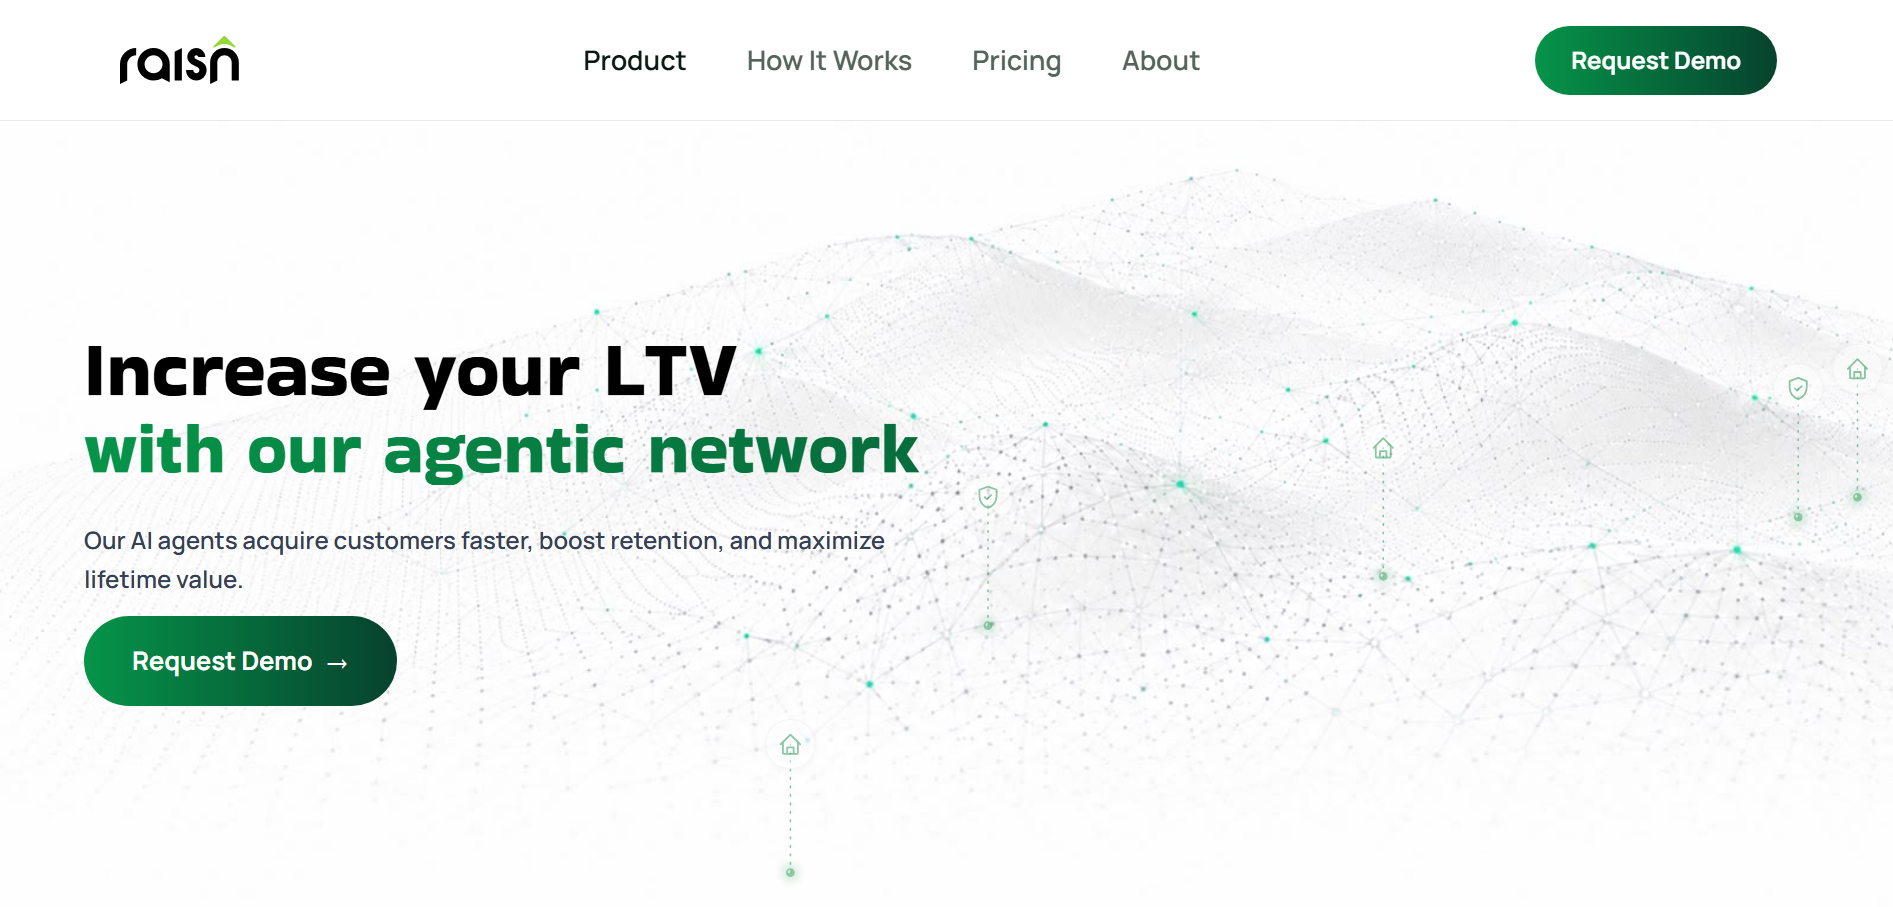 raisn
Product
How It Works
Pricing
About
Request Demo
Increase your LTV
with our agentic network
Our AI agents acquire customers faster, boost retention, and maximize
lifetime value.
Request Demo →